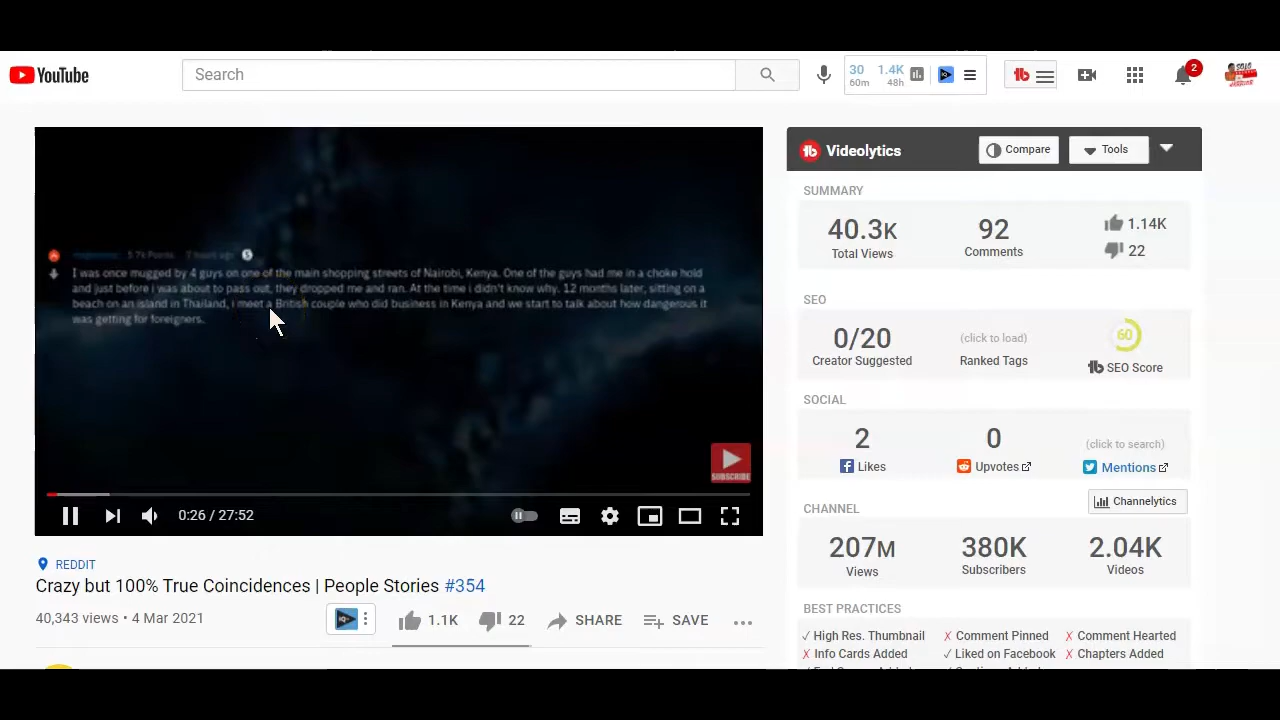 YouTube
Search
30 1.4K
60m 48h
2
I was once mugged by 4 guys on one of the main shopping streets of Nairobi, Kenya. One of the guys had me in a choke hold
and just before i was about to pass out, they dropped me and ran. At the time i didn't know why. 12 months later, sitting on a
beach on an island in Thailand, i meet a British couple who did business in Kenya and we start to talk about how dangerous it
was getting for foreigners.
SUBSCRIBE
0:26 / 27:52
REDDIT
Crazy but 100% True Coincidences | People Stories #354
40,343 views • 4 Mar 2021
1.1K 22 SHARE SAVE
Videolytics Compare Tools
SUMMARY
40.3K 92 1.14K
Total Views Comments 22
SEO
0/20 (click to load) 60
Creator Suggested Ranked Tags SEO Score
SOCIAL
2 0 (click to search)
Likes Upvotes Mentions
CHANNEL Channelytics
207M 380K 2.04K
Views Subscribers Videos
BEST PRACTICES
✓ High Res. Thumbnail ✗ Comment Pinned ✗ Comment Hearted
✗ Info Cards Added ✓ Liked on Facebook ✗ Chapters Added